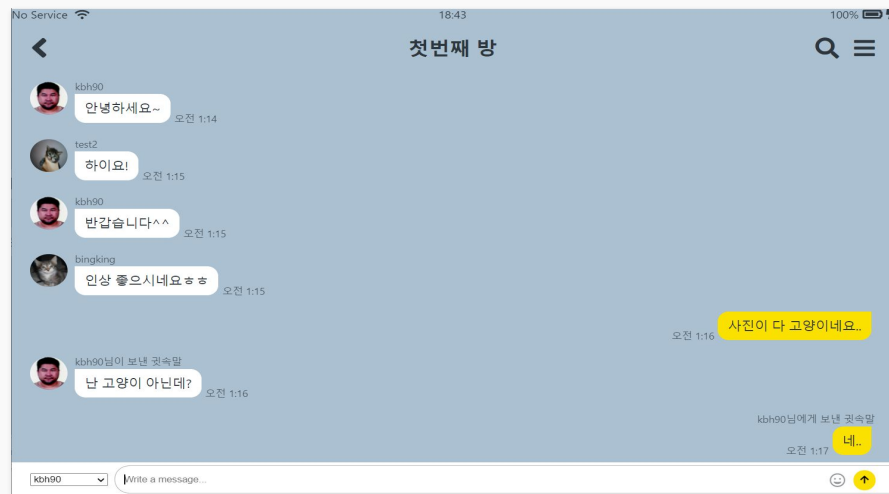 No Service 18:43 100%
첫번째 방
kbh90
안녕하세요~
오전 1:14
test2
하이요!
오전 1:15
kbh90
반갑습니다^^
오전 1:15
bingking
인상 좋으시네요ㅎㅎ
오전 1:15
사진이 다 고양이네요..
오전 1:16
kbh90님이 보낸 귓속말
난 고양이 아닌데?
오전 1:16
kbh90님에게 보낸 귓속말
네..
오전 1:17
kbh90 Write a message...